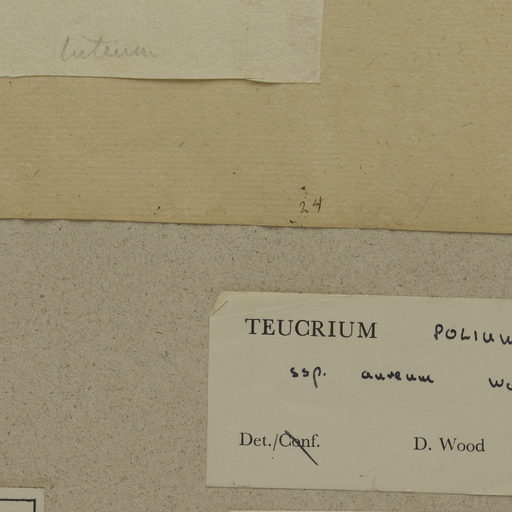 luteum
24
TEUCRIUM POLIUM
ssp. aureum
Det./Conf. D. Wood